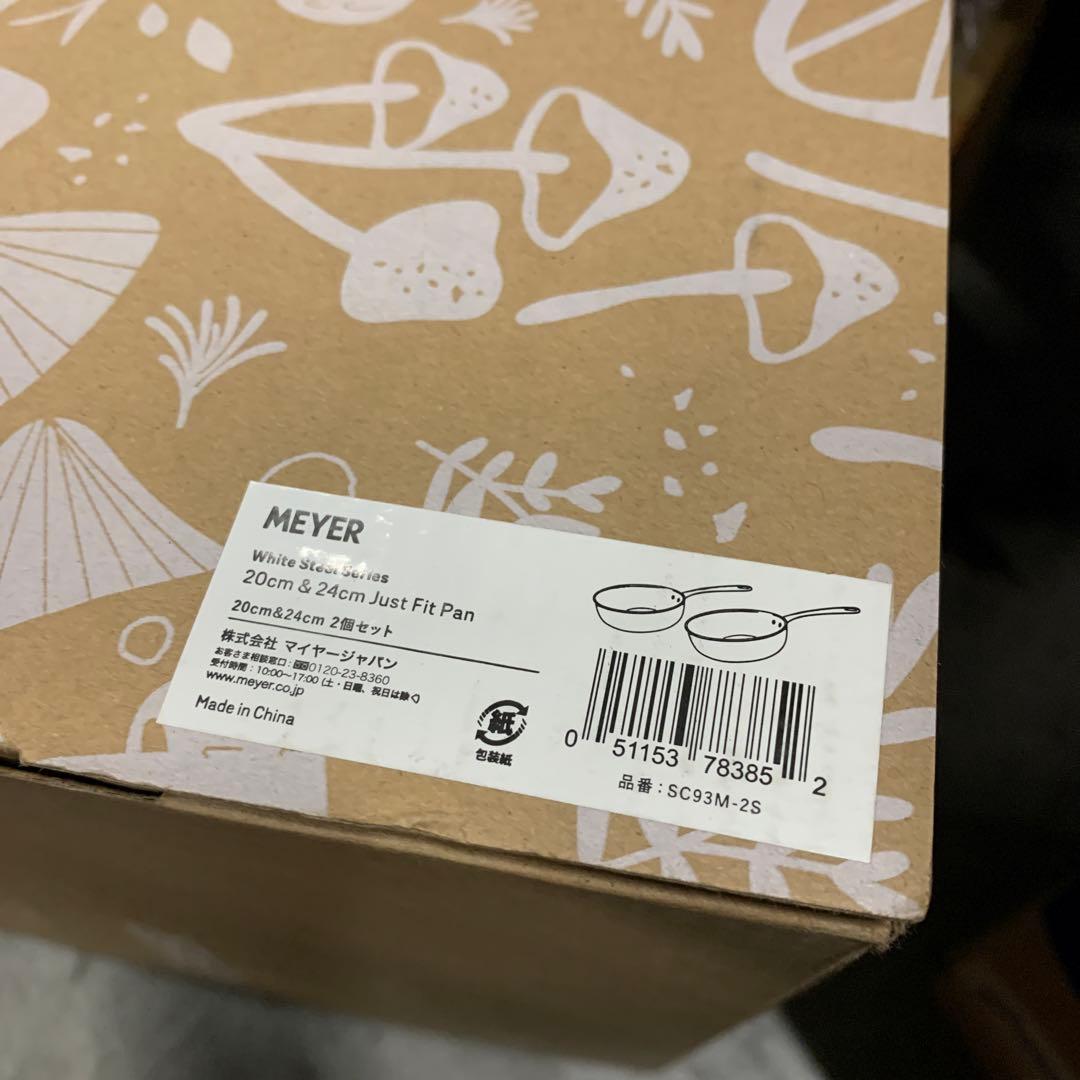 MEYER
White Steel Series
20cm & 24cm Just Fit Pan
20cm&24cm 2個セット
株式会社 マイヤージャパン
お客さま相談窓口:0120-23-8360
受付時間:10:00〜17:00 (土・日曜、祝日は除く)
www.meyer.co.jp
Made in China
紙
包装紙
0 51153 78385 2
品番:SC93M-2S